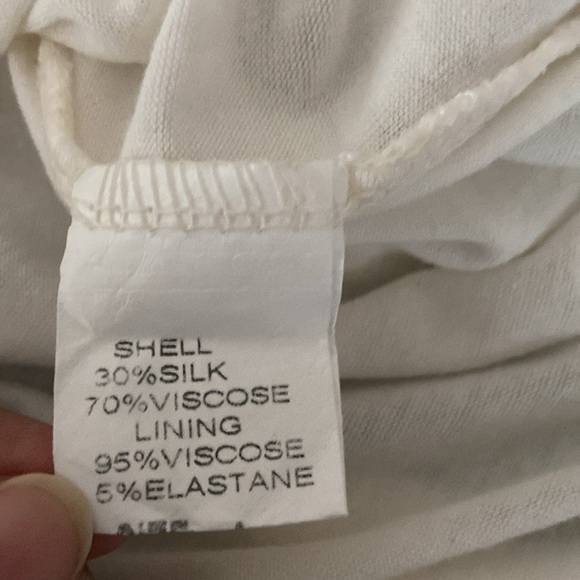 SHELL
30%SILK
70%VISCOSE
LINING
95%VISCOSE
5%ELASTANE